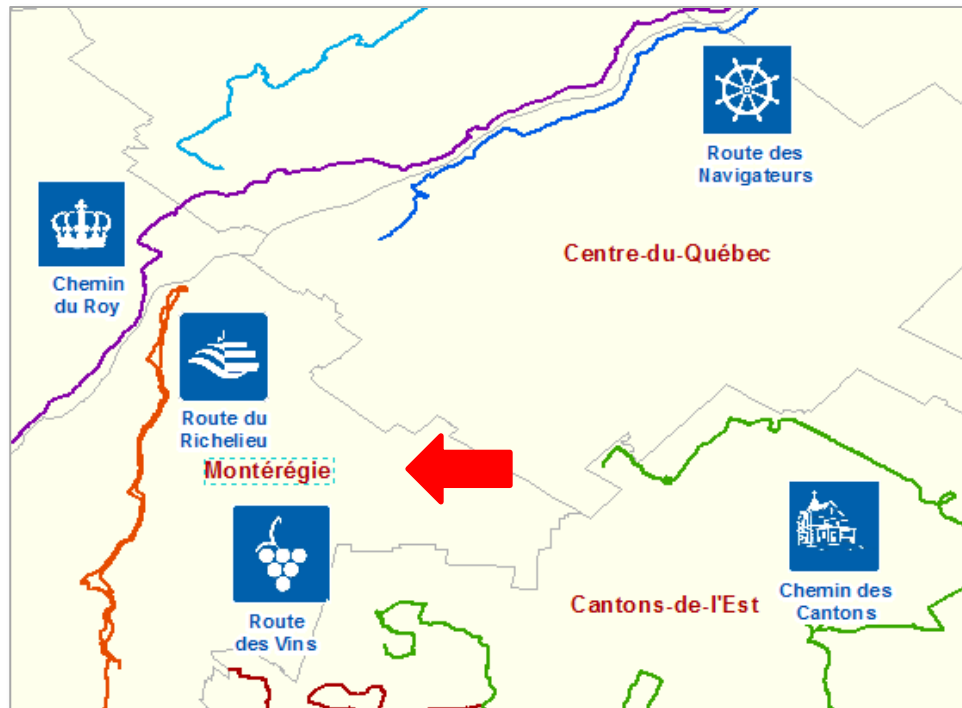 Route des
Navigateurs
Centre-du-Québec
Chemin
du Roy
Route du
Richelieu
Montérégie
Route
des Vins
Cantons-de-l'Est
Chemin des
Cantons